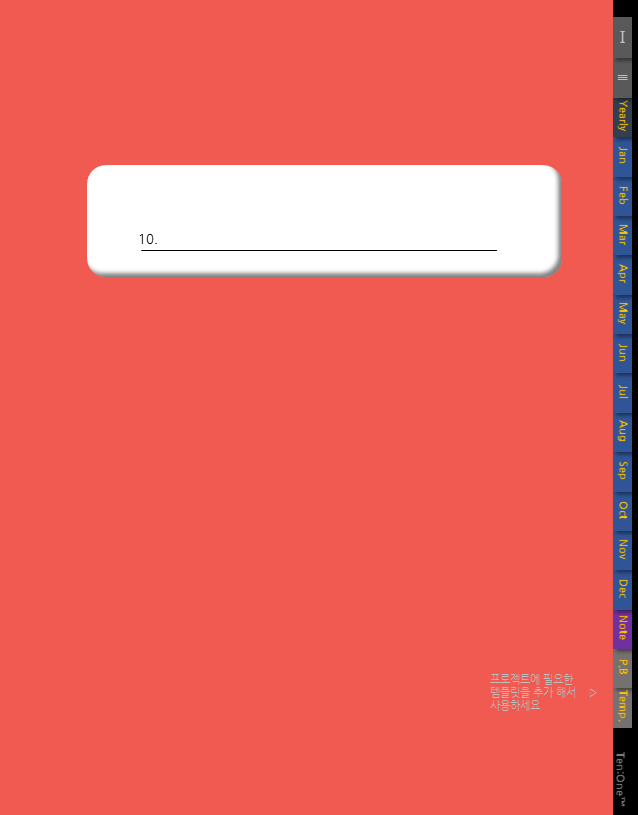 I
≡
Yearly
Jan
Feb
Mar
Apr
May
Jun
Jul
Aug
Sep
Oct
Nov
Dec
Note
P.B
Temp.
Ten:One™
10.
프로젝트에 필요한
템플릿을 추가 해서 >
사용하세요